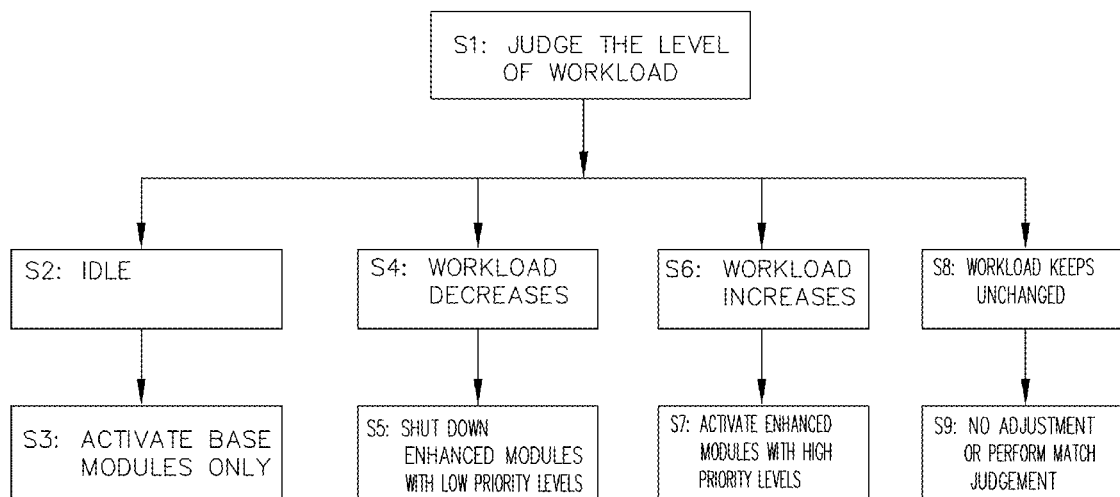 S1: JUDGE THE LEVEL
OF WORKLOAD
S2: IDLE
S4: WORKLOAD
DECREASES
S6: WORKLOAD
INCREASES
S8: WORKLOAD KEEPS
UNCHANGED
S3: ACTIVATE BASE
MODULES ONLY
S5: SHUT DOWN
ENHANCED MODULES
WITH LOW PRIORITY LEVELS
S7: ACTIVATE ENHANCED
MODULES WITH HIGH
PRIORITY LEVELS
S9: NO ADJUSTMENT
OR PERFORM MATCH
JUDGEMENT